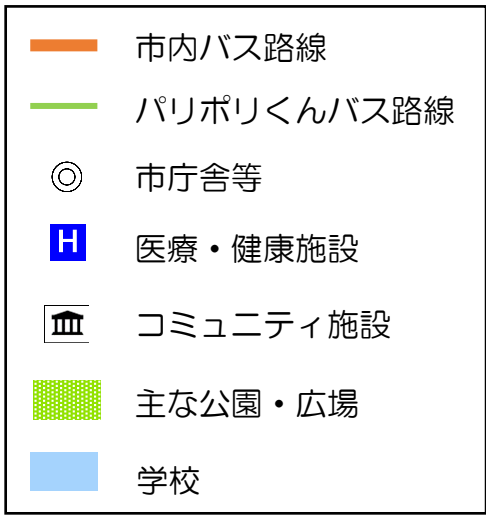 市内バス路線
パリポリくんバス路線
市庁舎等
H 医療・健康施設
コミュニティ施設
主な公園・広場
学校